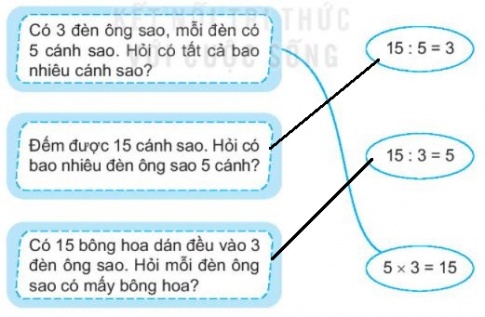 KẾT NỐI TRI THỨC
VỚI CUỘC SỐNG
Có 3 đèn ông sao, mỗi đèn có
5 cánh sao. Hỏi có tất cả bao
nhiêu cánh sao?
15 : 5 = 3
Đếm được 15 cánh sao. Hỏi có
bao nhiêu đèn ông sao 5 cánh?
15 : 3 = 5
Có 15 bông hoa dán đều vào 3
đèn ông sao. Hỏi mỗi đèn ông
sao có mấy bông hoa?
5 × 3 = 15